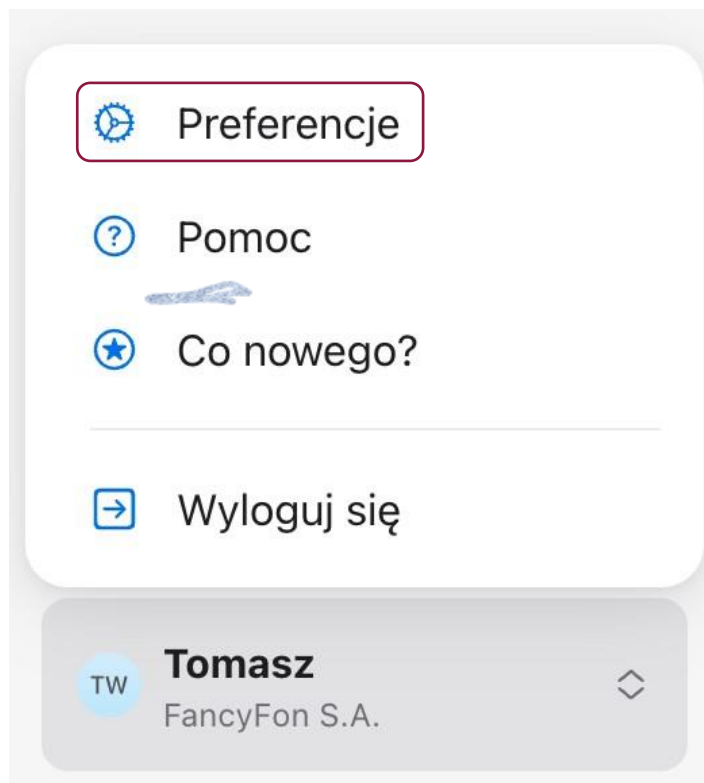 Preferencje
Pomoc
Co nowego?
Wyloguj się
TW
Tomasz
FancyFon S.A.